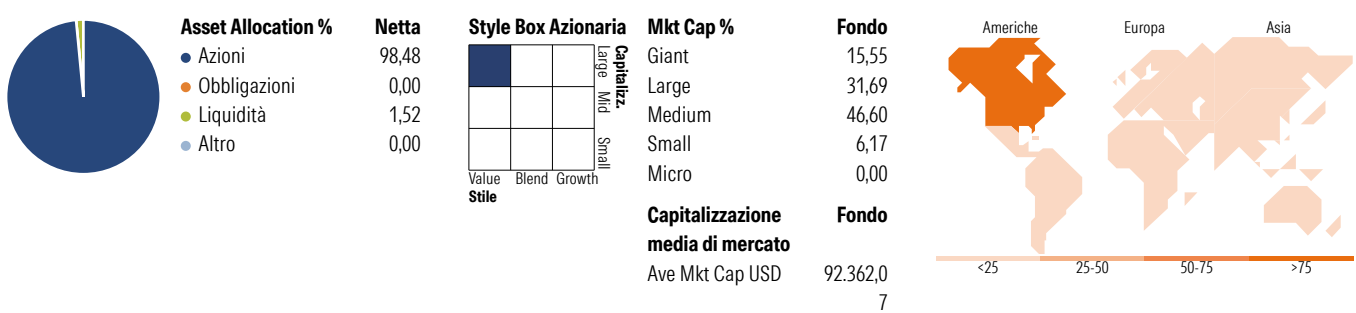 Asset Allocation % Netta
Azioni 98,48
Obbligazioni 0,00
Liquidità 1,52
Altro 0,00
Style Box Azionaria
Capitalizz.
Large
Mid
Small
Value Blend Growth
Stile
Mkt Cap % Fondo
Giant 15,55
Large 31,69
Medium 46,60
Small 6,17
Micro 0,00
Capitalizzazione Fondo
media di mercato
Ave Mkt Cap USD 92.362,0
7
Americhe Europa Asia
<25 25-50 50-75 >75